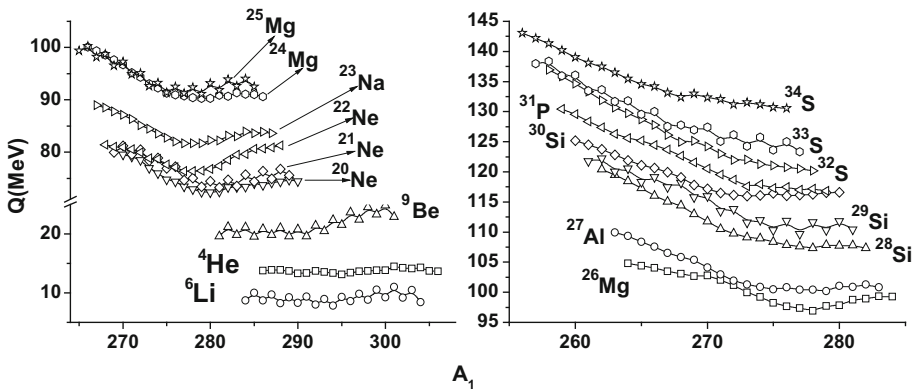 100
90
80
20
10
Q(MeV)
270
280
290
300
²⁵Mg
²⁴Mg
²³Na
²²Ne
²¹Ne
²⁰Ne
⁹Be
⁴He
⁶Li
145
140
135
130
125
120
115
110
105
100
95
260
270
280
³⁴S
³¹P
³³S
³⁰Si
³²S
²⁹Si
²⁷Al
²⁸Si
²⁶Mg
A₁